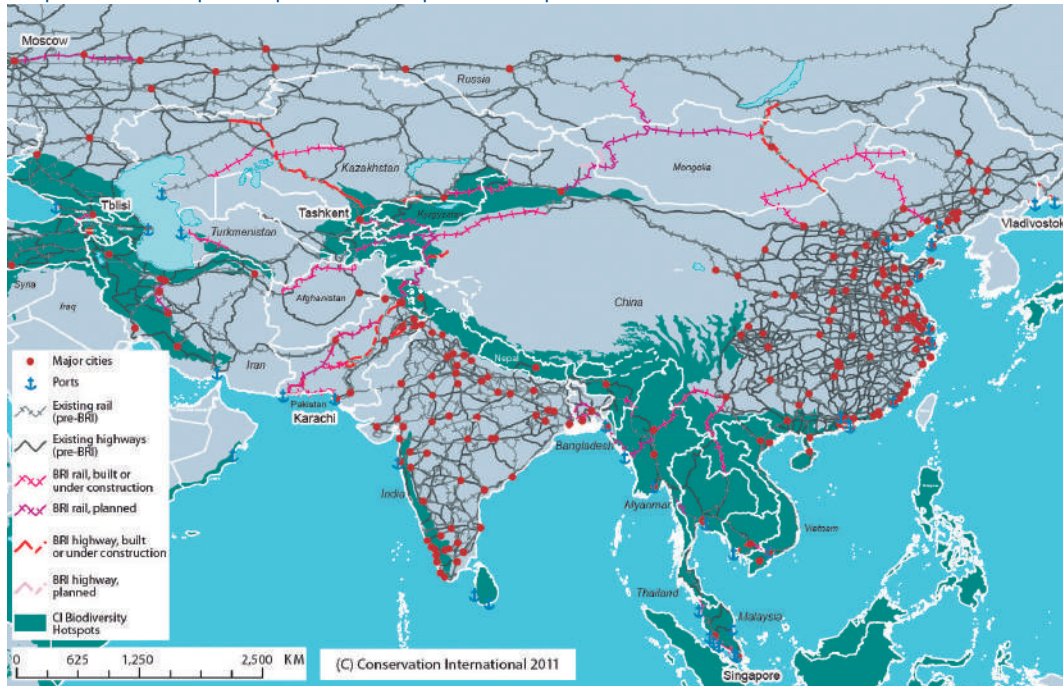 Moscow
Russia
Kazakhstan
Mongolia
Tblisi
Tashkent
Kyrgystan
Vladivostok
Turkmenistan
Syria
Iraq
Afghanistan
China
Iran
Nepal
Pakistan
Karachi
Bangladesh
India
Myanmar
Vietnam
Thailand
Malaysia
Singapore
Major cities
Ports
Existing rail
(pre-BRI)
Existing highways
(pre-BRI)
BRI rail, built or
under construction
BRI rail, planned
BRI highway, built
or under construction
BRI highway,
planned
CI Biodiversity
Hotspots
0 625 1,250 2,500 KM
(C) Conservation International 2011